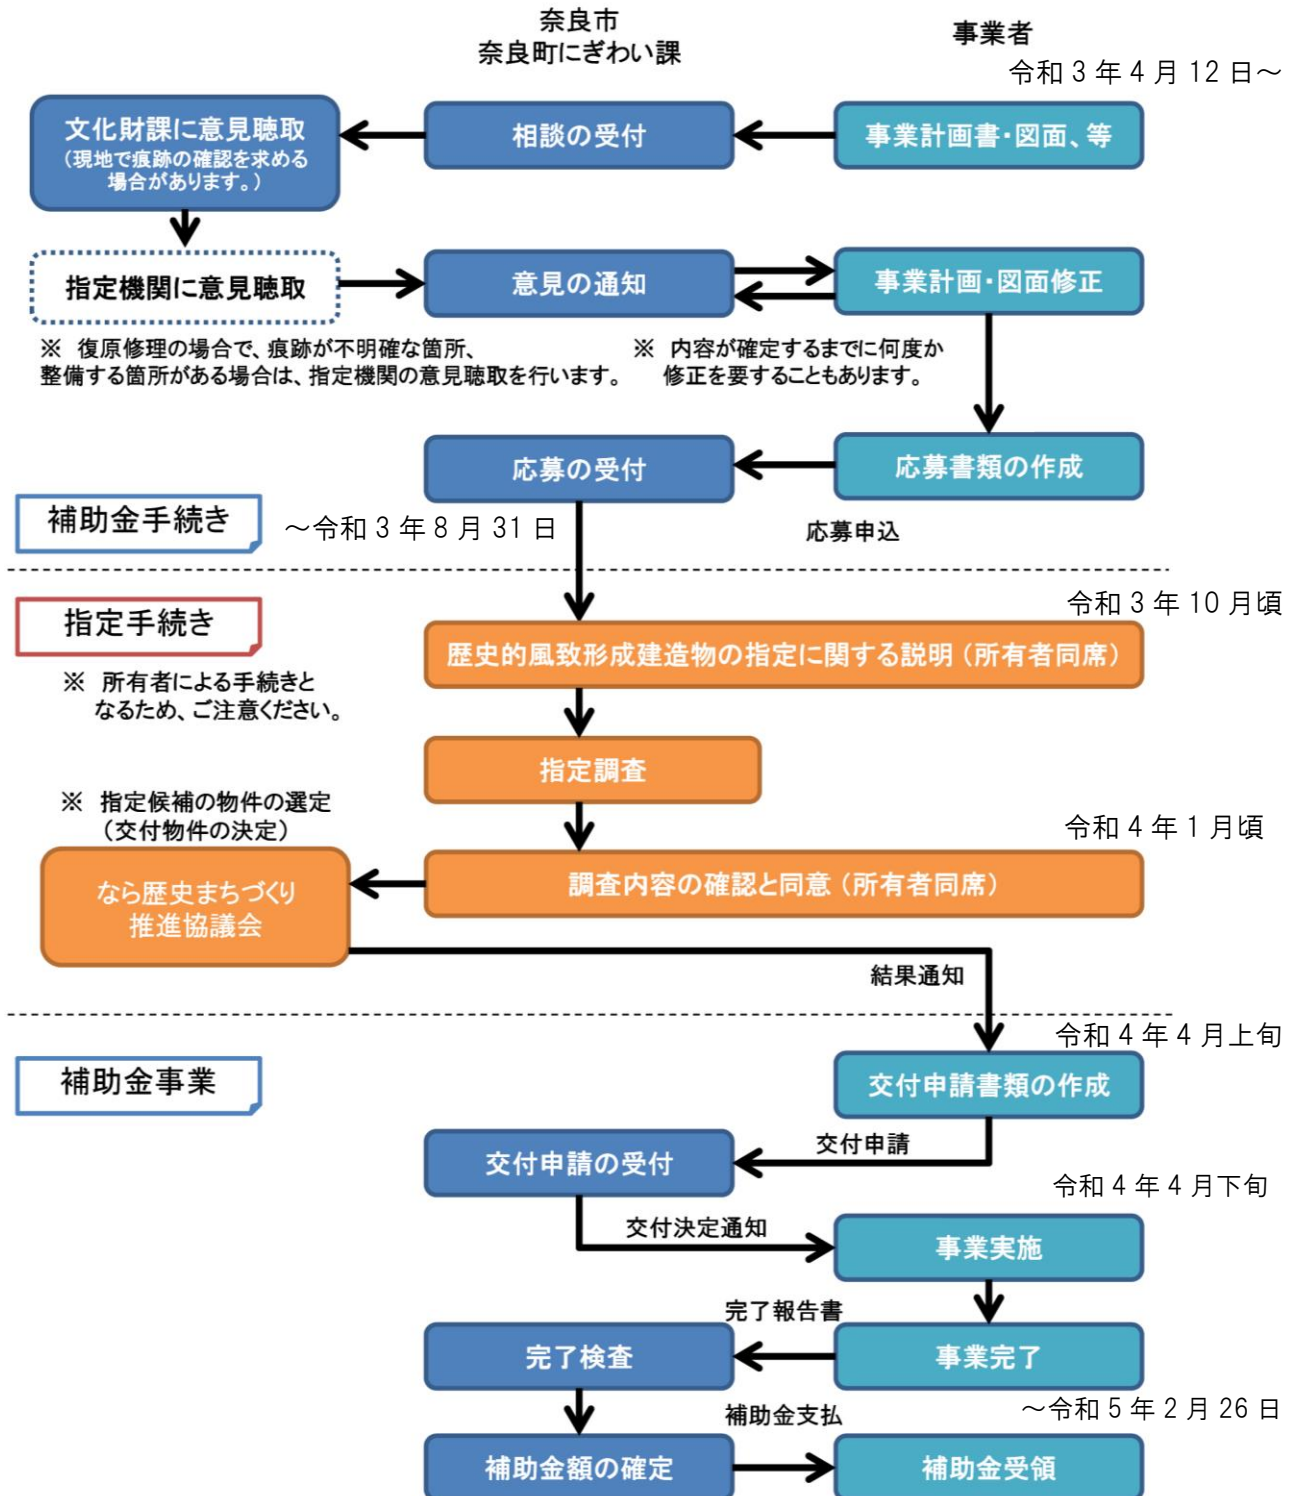 奈良市
奈良町にぎわい課
事業者
令和3年4月12日～
文化財課に意見聴取
（現地で痕跡の確認を求める
場合があります。）
相談の受付
事業計画書・図面、等
指定機関に意見聴取
意見の通知
事業計画・図面修正
※ 復原修理の場合で、痕跡が不明確な箇所、
整備する箇所がある場合は、指定機関の意見聴取を行います。
※ 内容が確定するまでに何度か
修正を要することもあります。
応募の受付
応募書類の作成
補助金手続き
～令和3年8月31日
応募申込
令和3年10月頃
指定手続き
歴史的風致形成建造物の指定に関する説明（所有者同席）
※ 所有者による手続きと
なるため、ご注意ください。
指定調査
※ 指定候補の物件の選定
（交付物件の決定）
令和4年1月頃
なら歴史まちづくり
推進協議会
調査内容の確認と同意（所有者同席）
結果通知
令和4年4月上旬
補助金事業
交付申請書類の作成
交付申請
交付申請の受付
令和4年4月下旬
交付決定通知
事業実施
完了報告書
完了検査
事業完了
～令和5年2月26日
補助金支払
補助金額の確定
補助金受領